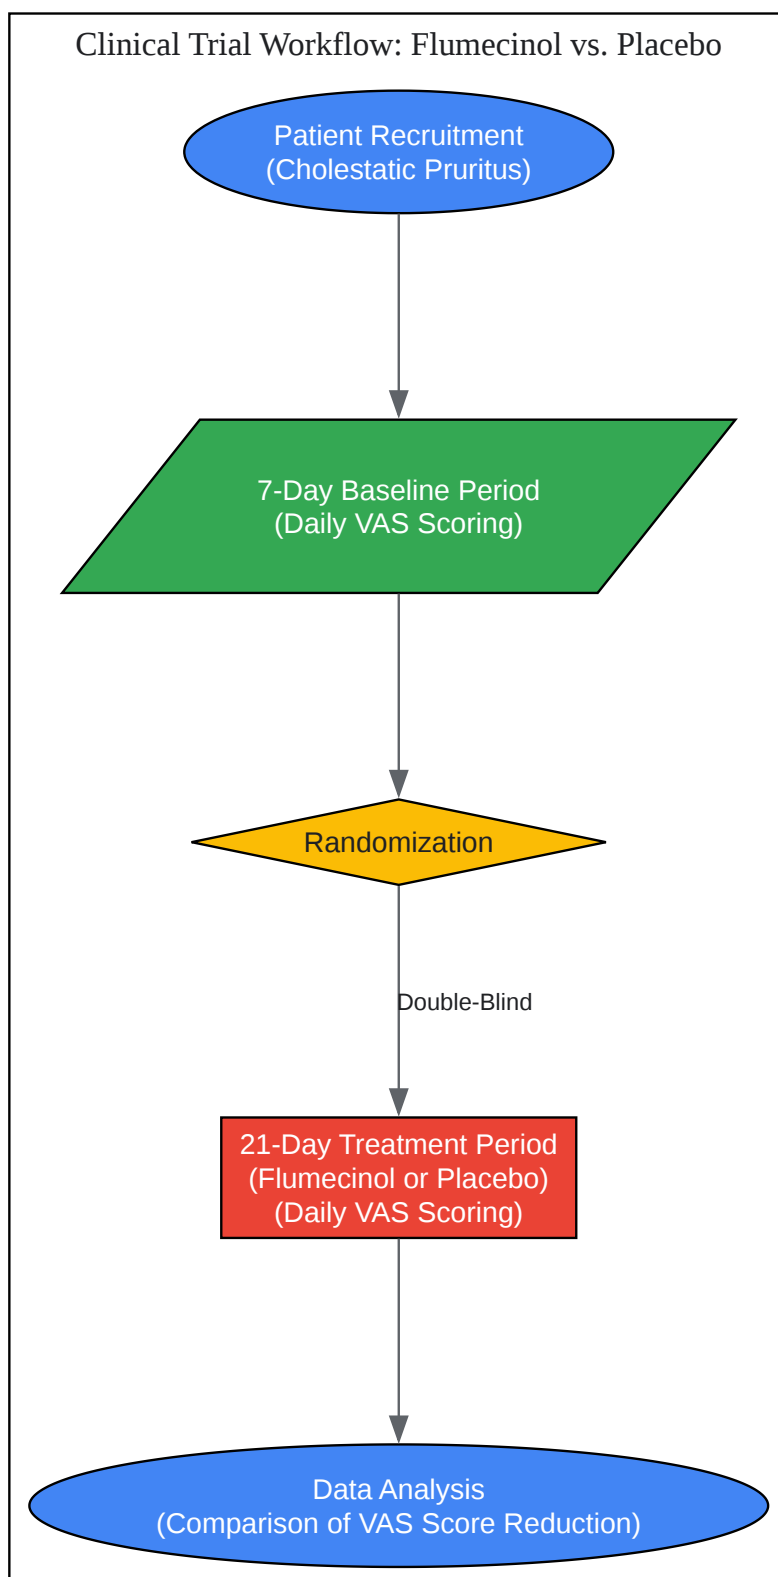 Clinical Trial Workflow: Flumecinol vs. Placebo
Patient Recruitment
(Cholestatic Pruritus)
7-Day Baseline Period
(Daily VAS Scoring)
Randomization
Double-Blind
21-Day Treatment Period
(Flumecinol or Placebo)
(Daily VAS Scoring)
Data Analysis
(Comparison of VAS Score Reduction)